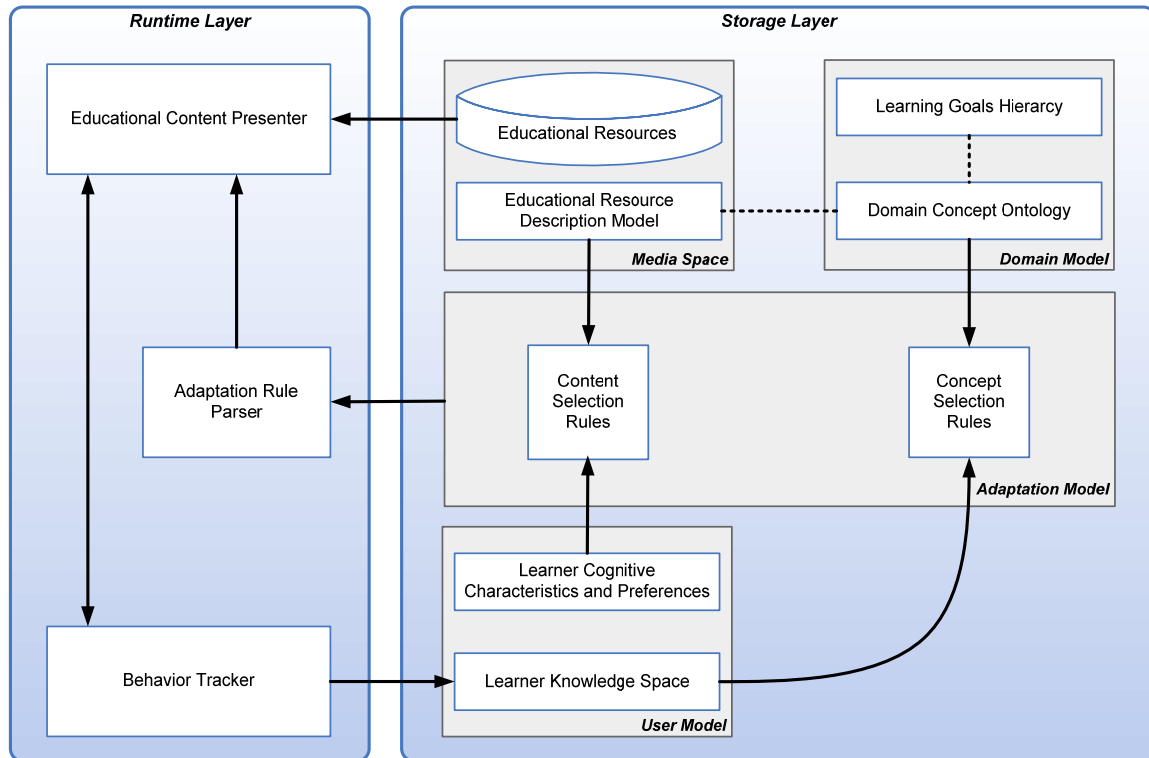 Runtime Layer
Educational Content Presenter
Adaptation Rule
Parser
Behavior Tracker
Storage Layer
Educational Resources
Educational Resource
Description Model
Media Space
Learning Goals Hierarcy
Domain Concept Ontology
Domain Model
Content
Selection
Rules
Concept
Selection
Rules
Adaptation Model
Learner Cognitive
Characteristics and Preferences
Learner Knowledge Space
User Model